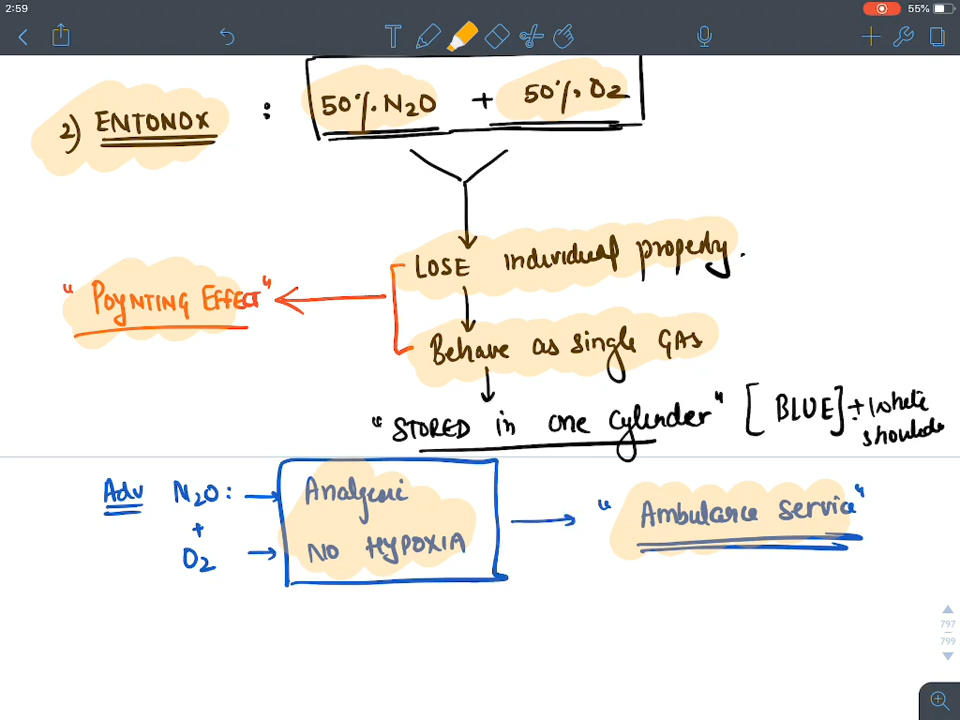 2:59
55%
2) ENTONOX : 50% N2O + 50% O2
LOSE individual property.
"POYNTING EFFECT"
Behave as single GAS
"STORED in one cylinder" [BLUE] + White
Adv N2O: Analgesic
+
O2 NO HYPOXIA
"Ambulance service"
797
799